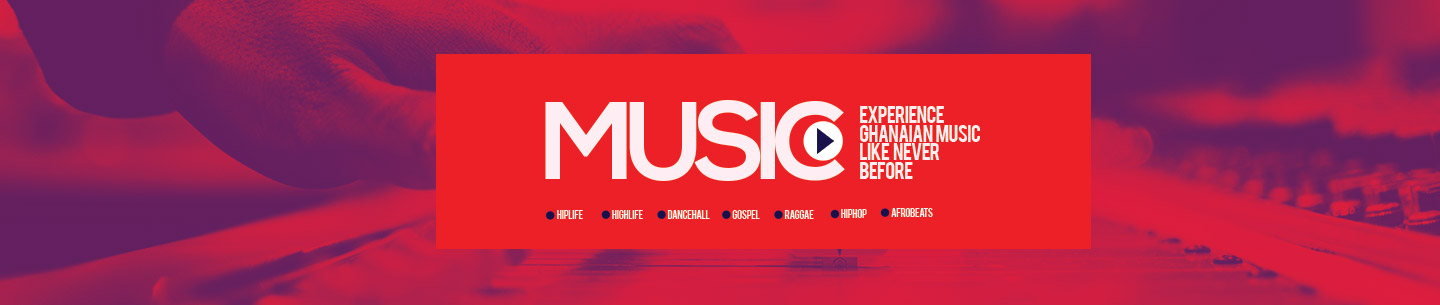 MUSIC
EXPERIENCE
GHANAIAN MUSIC
LIKE NEVER
BEFORE
HIPLIFE HIGHLIFE DANCEHALL GOSPEL RAGGAE HIPHOP AFROBEATS